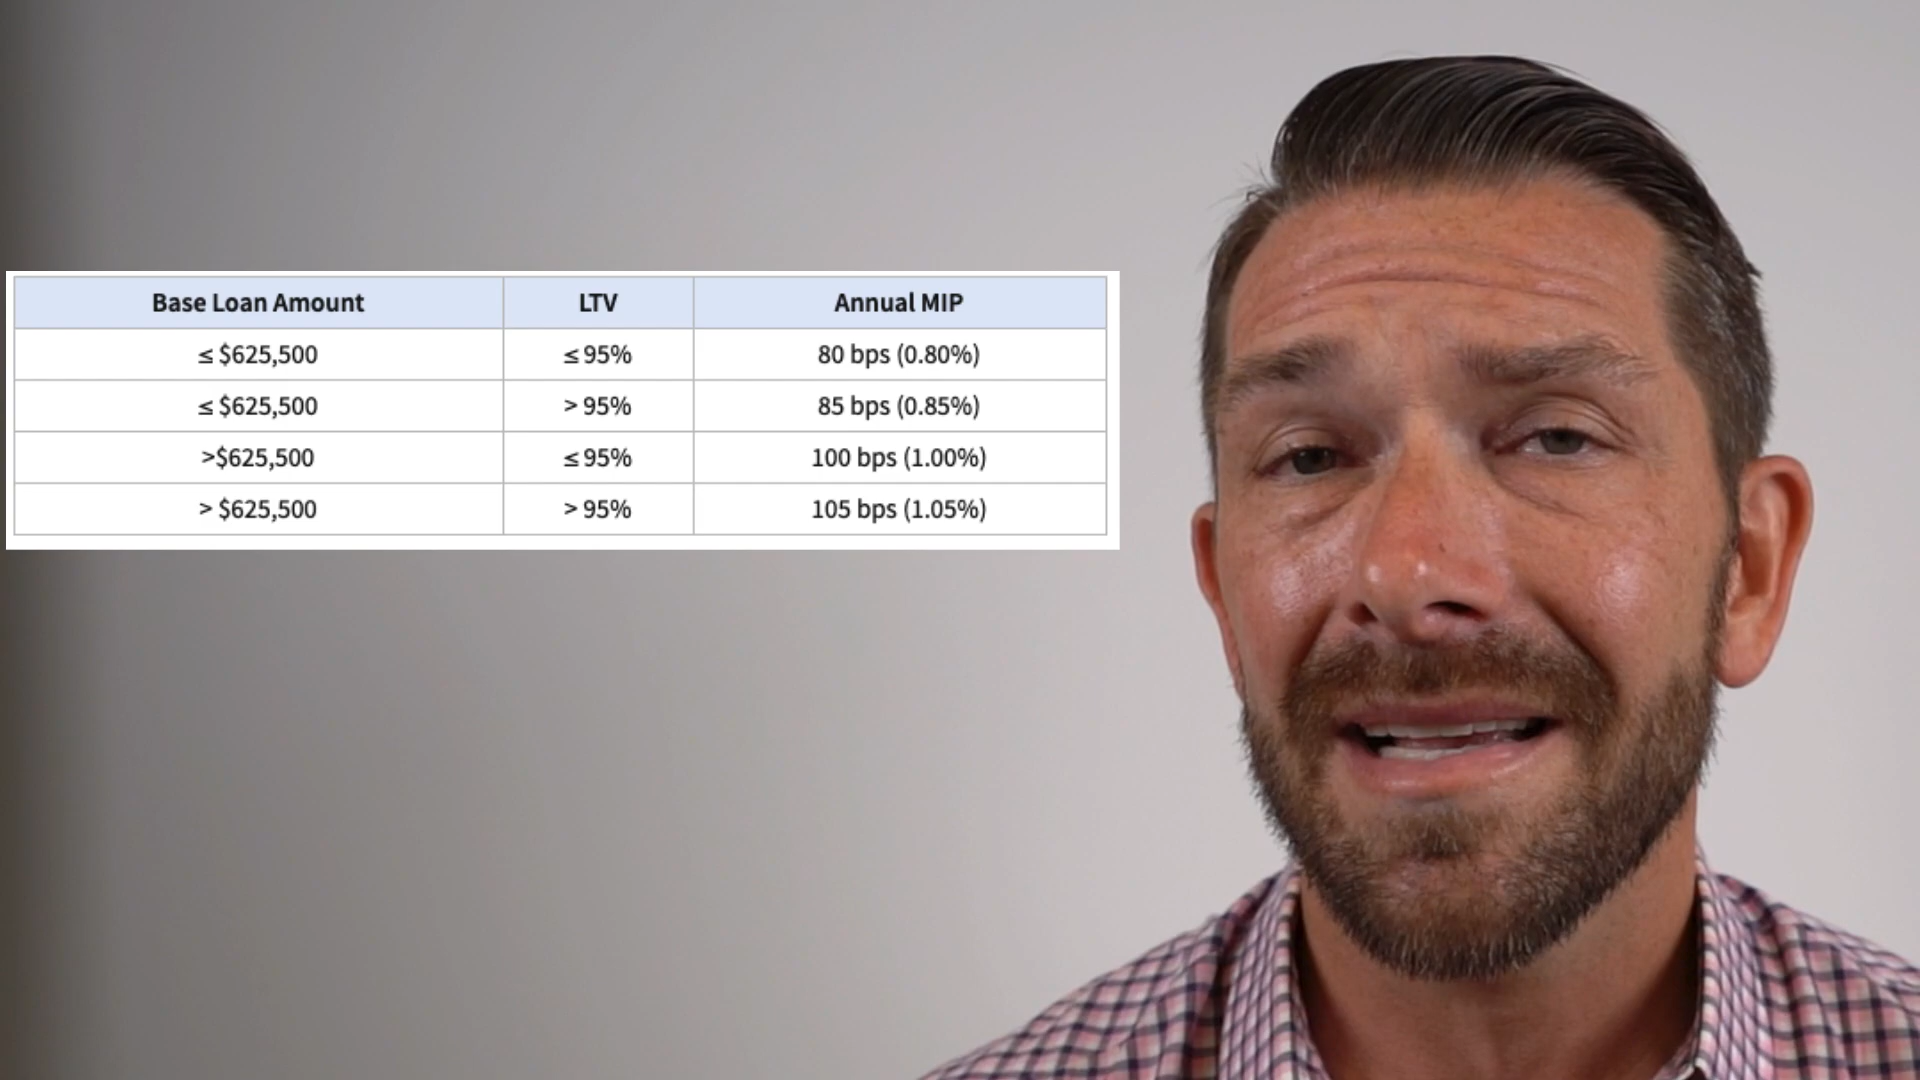 Base Loan Amount LTV Annual MIP
≤ $625,500 ≤ 95% 80 bps (0.80%)
≤ $625,500 > 95% 85 bps (0.85%)
>$625,500 ≤ 95% 100 bps (1.00%)
> $625,500 > 95% 105 bps (1.05%)